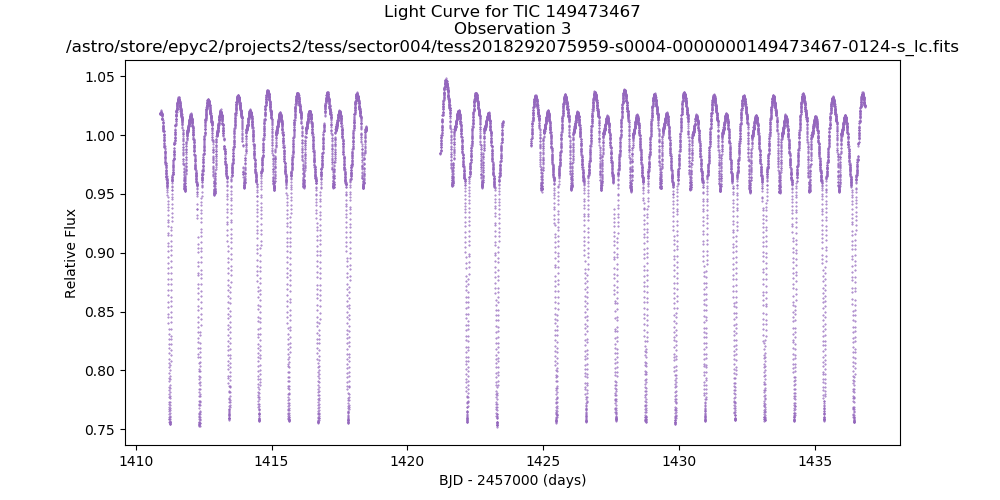 Light Curve for TIC 149473467
Observation 3
/astro/store/epyc2/projects2/tess/sector004/tess2018292075959-s0004-0000000149473467-0124-s_lc.fits
1.05
1.00
0.95
0.90
0.85
0.80
0.75
Relative Flux
1410
1415
1420
1425
1430
1435
BJD - 2457000 (days)